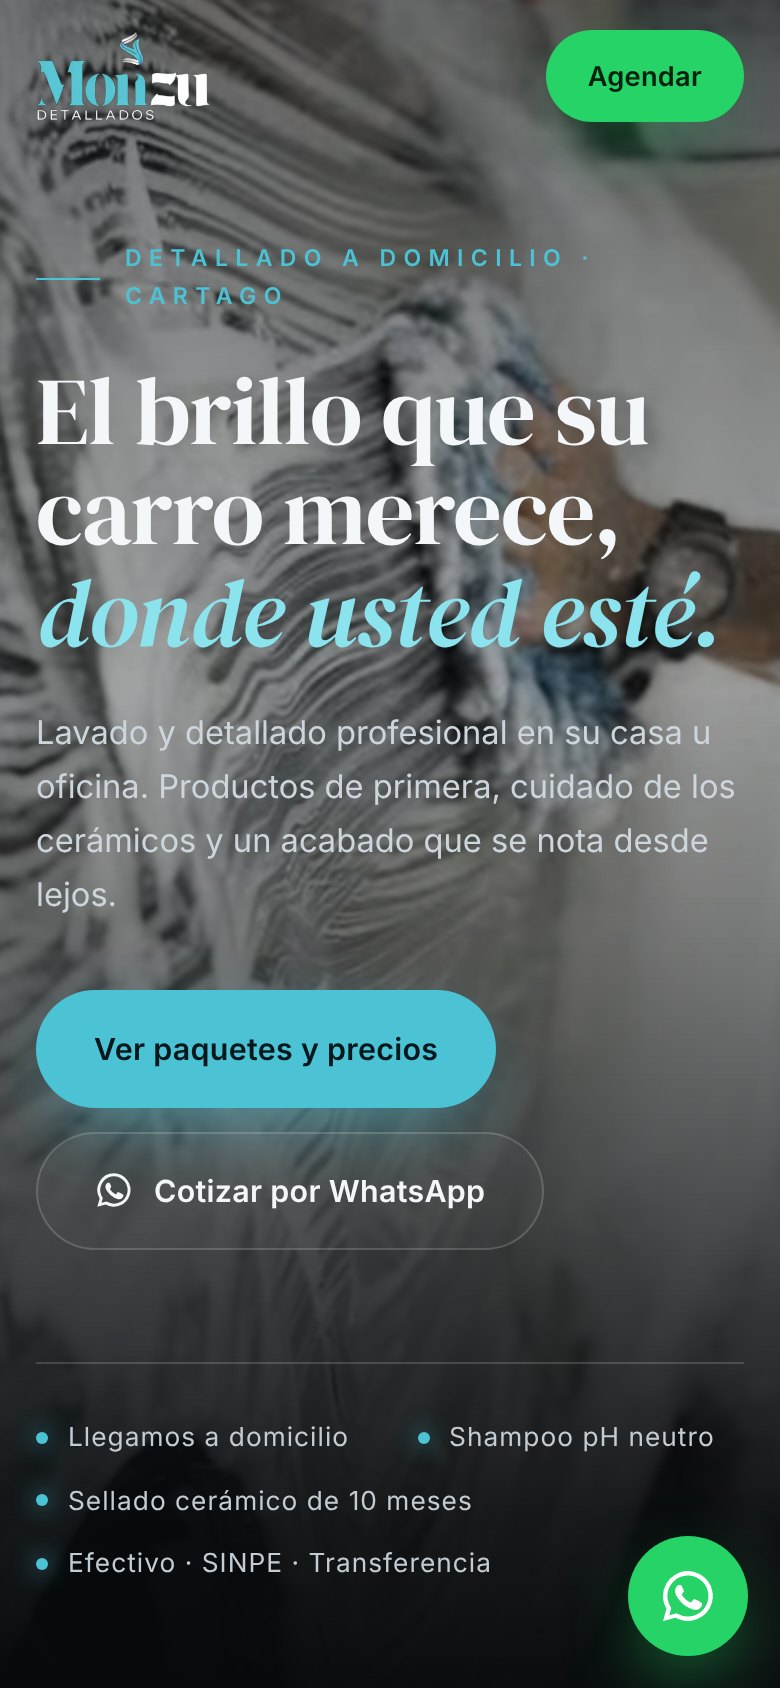 Monzu
DETALLADOS
Agendar
DETALLADO A DOMICILIO ·
CARTAGO
El brillo que su
carro merece,
donde usted esté.
Lavado y detallado profesional en su casa u
oficina. Productos de primera, cuidado de los
cerámicos y un acabado que se nota desde
lejos.
Ver paquetes y precios
Cotizar por WhatsApp
Llegamos a domicilio
Shampoo pH neutro
Sellado cerámico de 10 meses
Efectivo · SINPE · Transferencia